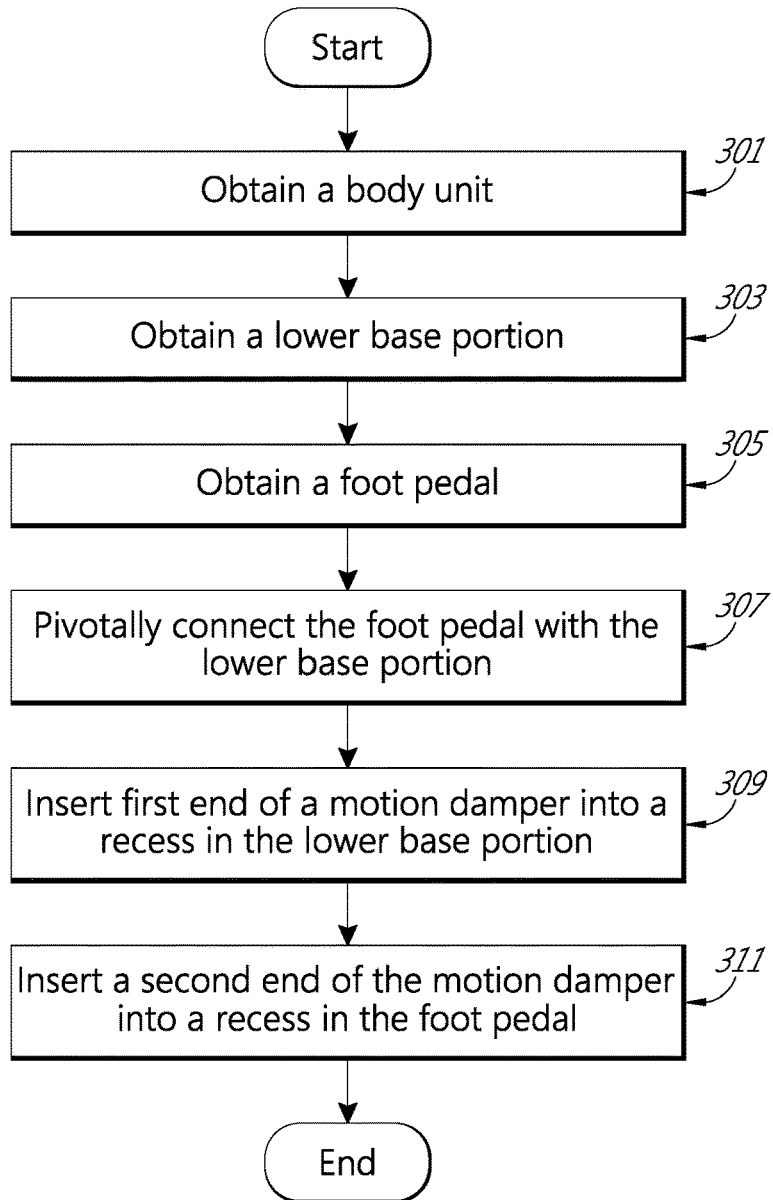 Start
301
Obtain a body unit
303
Obtain a lower base portion
305
Obtain a foot pedal
307
Pivotally connect the foot pedal with the
lower base portion
309
Insert first end of a motion damper into a
recess in the lower base portion
311
Insert a second end of the motion damper
into a recess in the foot pedal
End